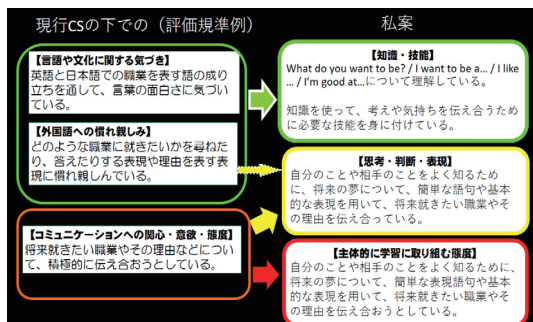 現行CSの下での（評価規準例）
私案
【言語や文化に関する気づき】
英語と日本語での職業を表す語の成り
立ちを通して、言葉の面白さに気づい
ている。
【外国語への慣れ親しみ】
どのような職業に就きたいかを尋ねた
り、答えたりする表現や理由を表す表
現に慣れ親しんでいる。
【コミュニケーションへの関心・意欲・態度】
将来就きたい職業やその理由などについ
て、積極的に伝え合おうとしている。
【知識・技能】
What do you want to be? / I want to be a… / I like
… / I'm good at…について理解している。
知識を使って、考えや気持ちを伝え合うため
に必要な技能を身に付けている。
【思考・判断・表現】
自分のことや相手のことをよく知るため
に、将来の夢について、簡単な語句や基本
的な表現を用いて、将来就きたい職業やそ
の理由を伝え合っている。
【主体的に学習に取り組む態度】
自分のことや相手のことをよく知るために、
将来の夢について、簡単な表現語句や基本
的な表現を用いて、将来就きたい職業やそ
の理由を伝え合おうとしている。